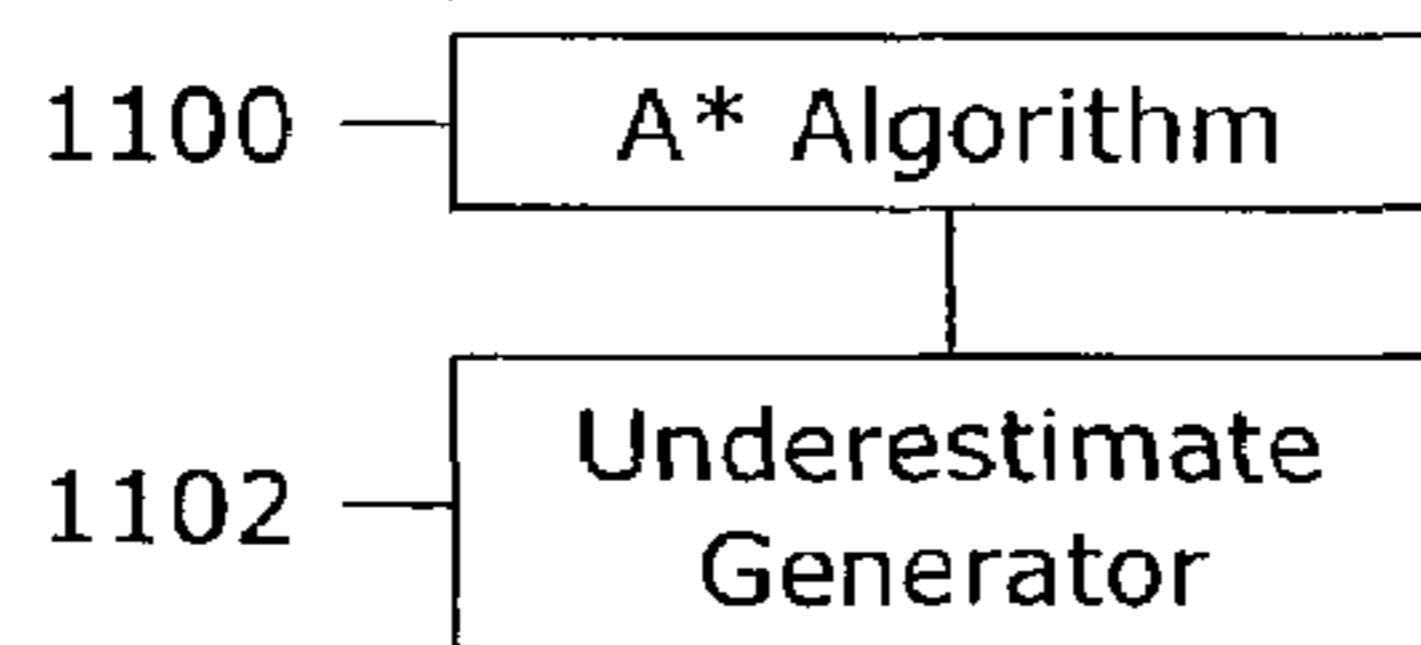 1100
A* Algorithm
1102
Underestimate
Generator